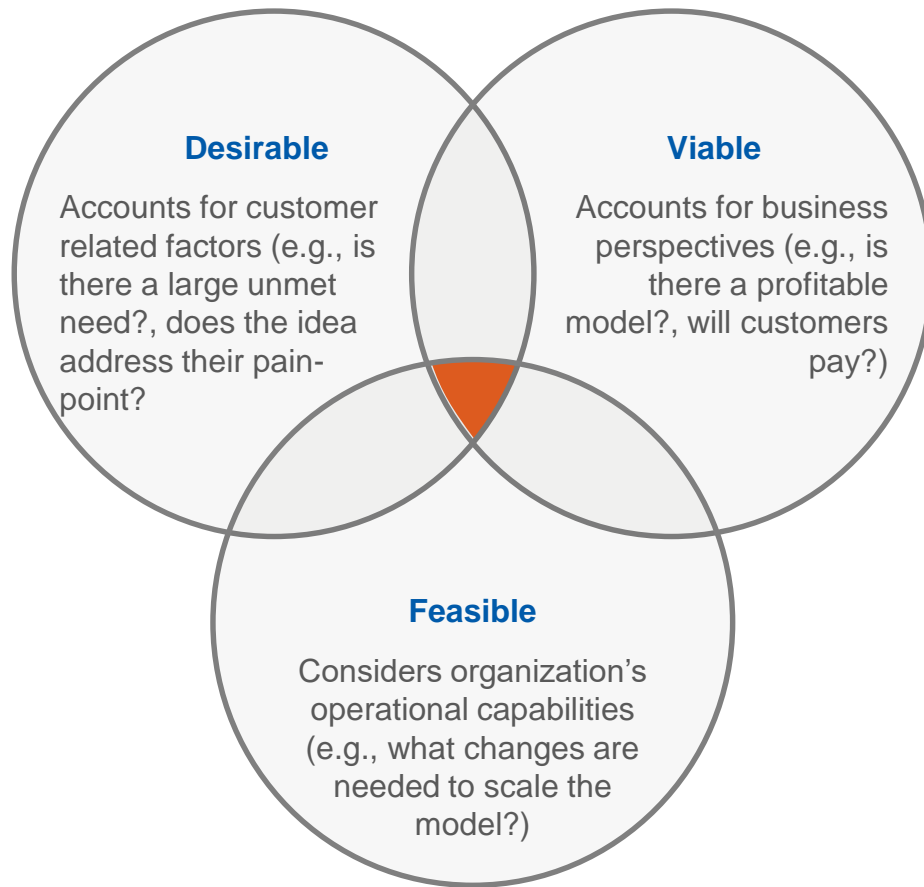 Desirable
Accounts for customer
related factors (e.g., is
there a large unmet
need?, does the idea
address their pain-
point?
Viable
Accounts for business
perspectives (e.g., is
there a profitable
model?, will customers
pay?)
Feasible
Considers organization’s
operational capabilities
(e.g., what changes are
needed to scale the
model?)